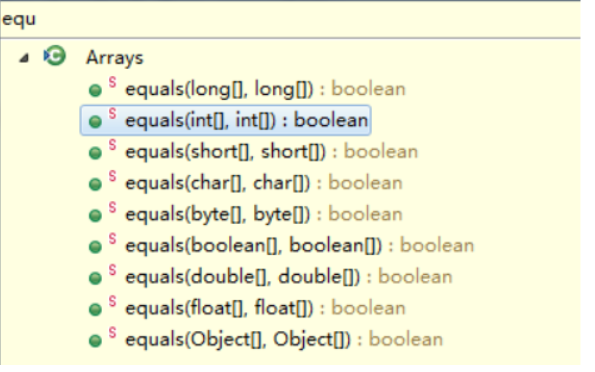 equ
Arrays
S equals(long[], long[]) : boolean
S equals(int[], int[]) : boolean
S equals(short[], short[]) : boolean
S equals(char[], char[]) : boolean
S equals(byte[], byte[]) : boolean
S equals(boolean[], boolean[]) : boolean
S equals(double[], double[]) : boolean
S equals(float[], float[]) : boolean
S equals(Object[], Object[]) : boolean